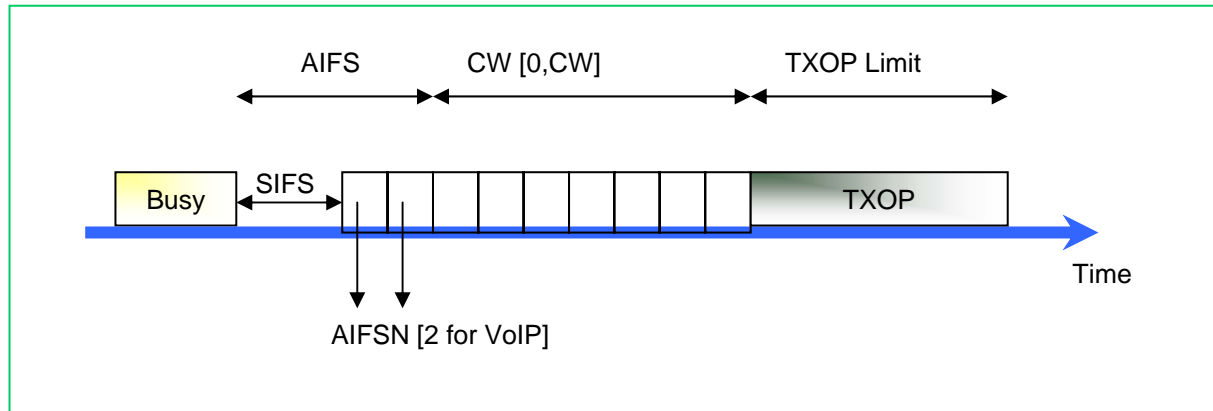 AIFS
CW [0,CW]
TXOP Limit
Busy
SIFS
TXOP
Time
AIFSN [2 for VoIP]